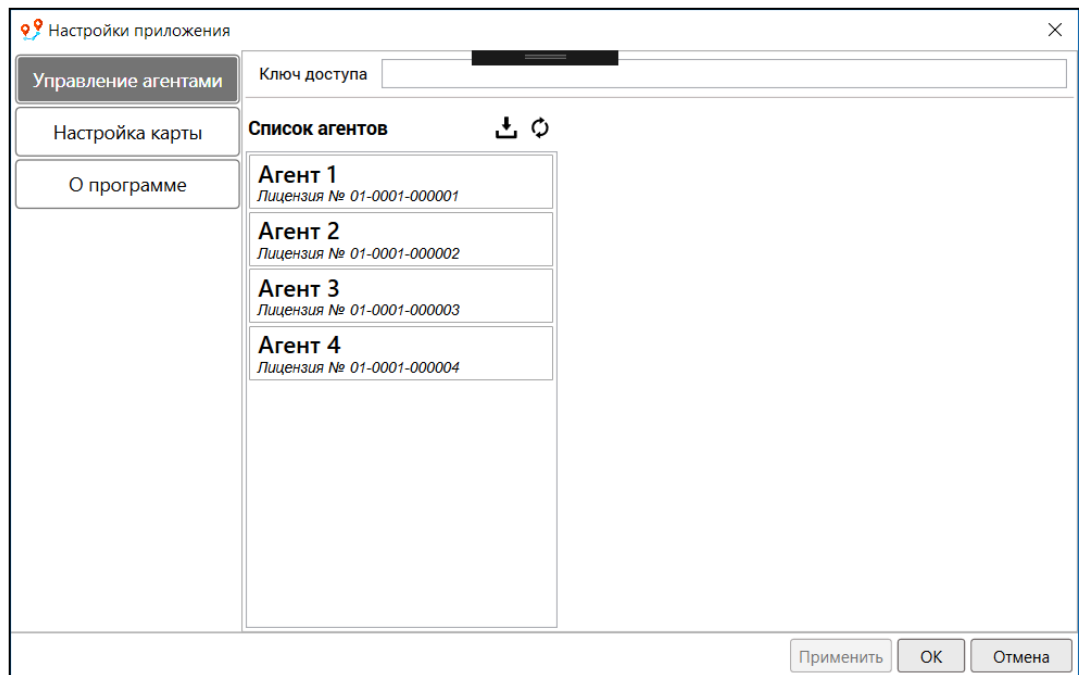 Настройки приложения
Управление агентами
Настройка карты
О программе
Ключ доступа
Список агентов
Агент 1
Лицензия № 01-0001-000001
Агент 2
Лицензия № 01-0001-000002
Агент 3
Лицензия № 01-0001-000003
Агент 4
Лицензия № 01-0001-000004
Применить
ОК
Отмена